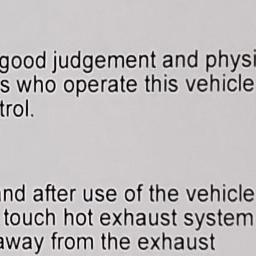 good judgement and physi
s who operate this vehicle
trol.
and after use of the vehicle
touch hot exhaust system
away from the exhaust